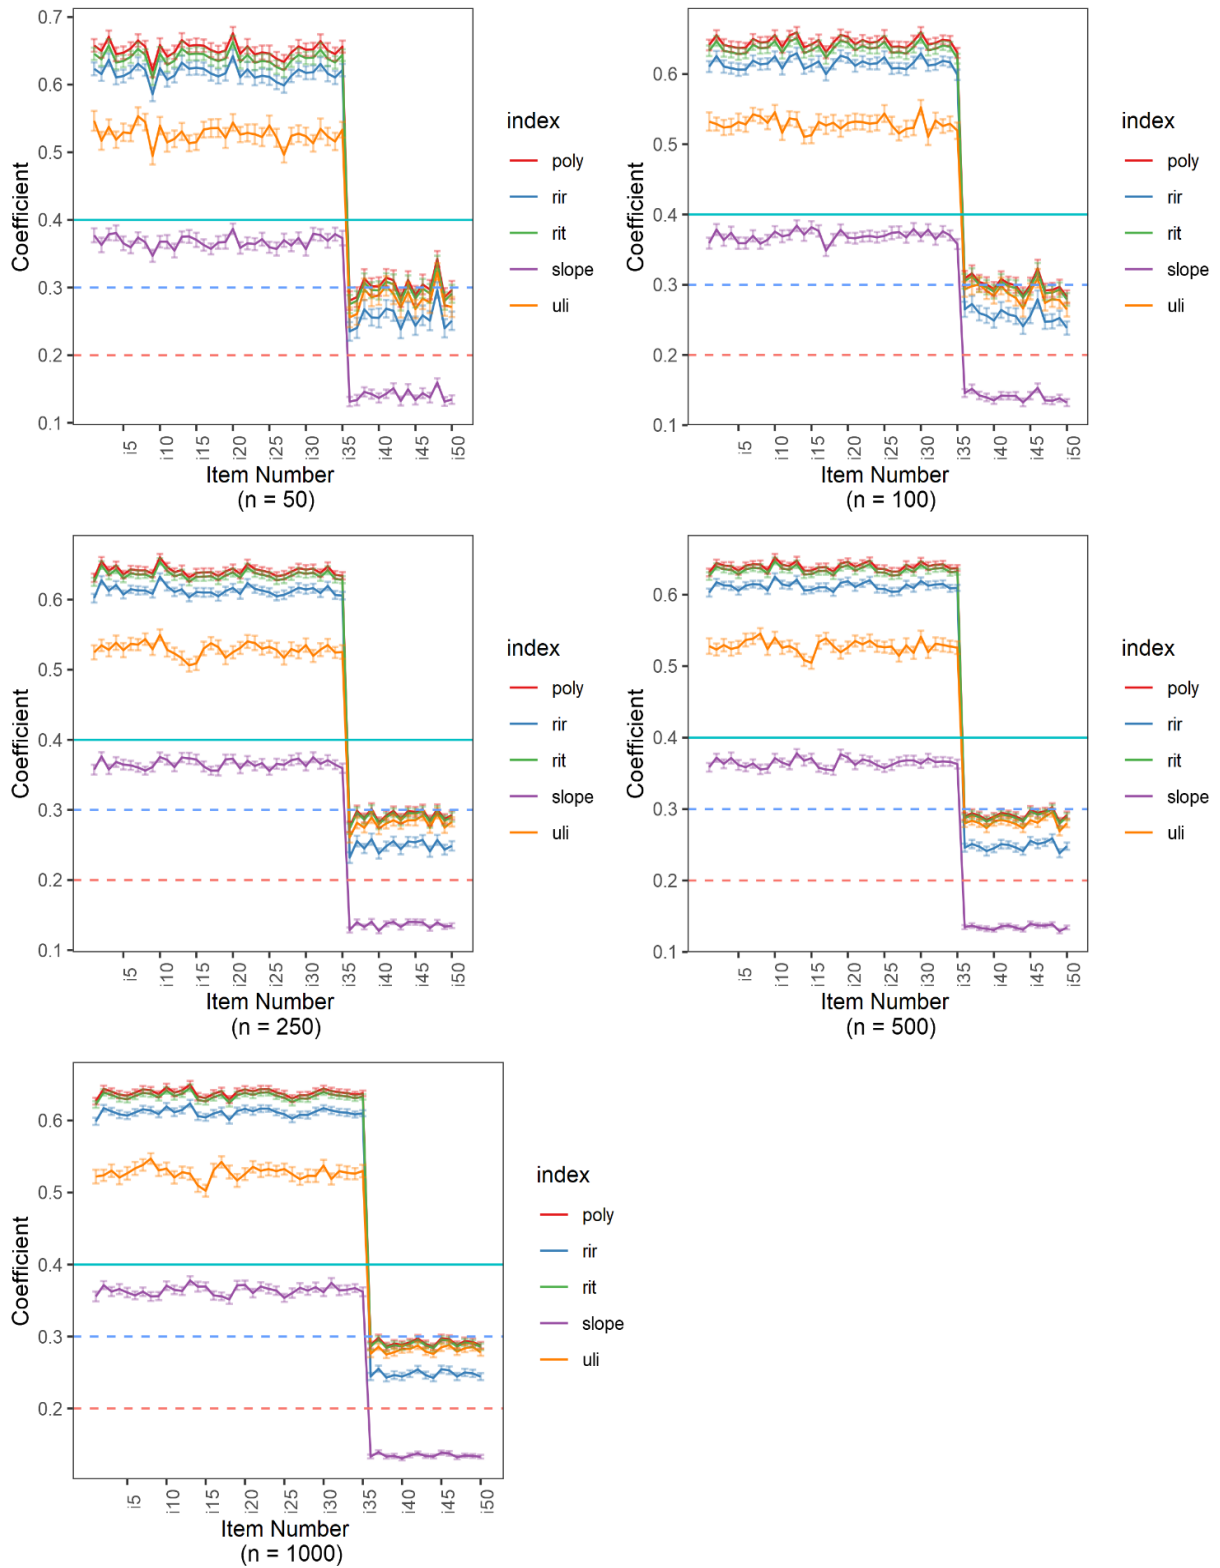 0.7
0.6
0.5
0.4
0.3
0.2
0.1
Coefficient
i5
i10
i15
i20
i25
i30
i35
i40
i45
i50
Item Number
(n = 50)
index
poly
rir
rit
slope
uli
0.6
0.5
0.4
0.3
0.2
0.1
Coefficient
i5
i10
i15
i20
i25
i30
i35
i40
i45
i50
Item Number
(n = 100)
index
poly
rir
rit
slope
uli
0.6
0.5
0.4
0.3
0.2
0.1
Coefficient
i5
i10
i15
i20
i25
i30
i35
i40
i45
i50
Item Number
(n = 250)
index
poly
rir
rit
slope
uli
0.6
0.5
0.4
0.3
0.2
0.1
Coefficient
i5
i10
i15
i20
i25
i30
i35
i40
i45
i50
Item Number
(n = 500)
index
poly
rir
rit
slope
uli
0.6
0.5
0.4
0.3
0.2
Coefficient
i5
i10
i15
i20
i25
i30
i35
i40
i45
i50
Item Number
(n = 1000)
index
poly
rir
rit
slope
uli